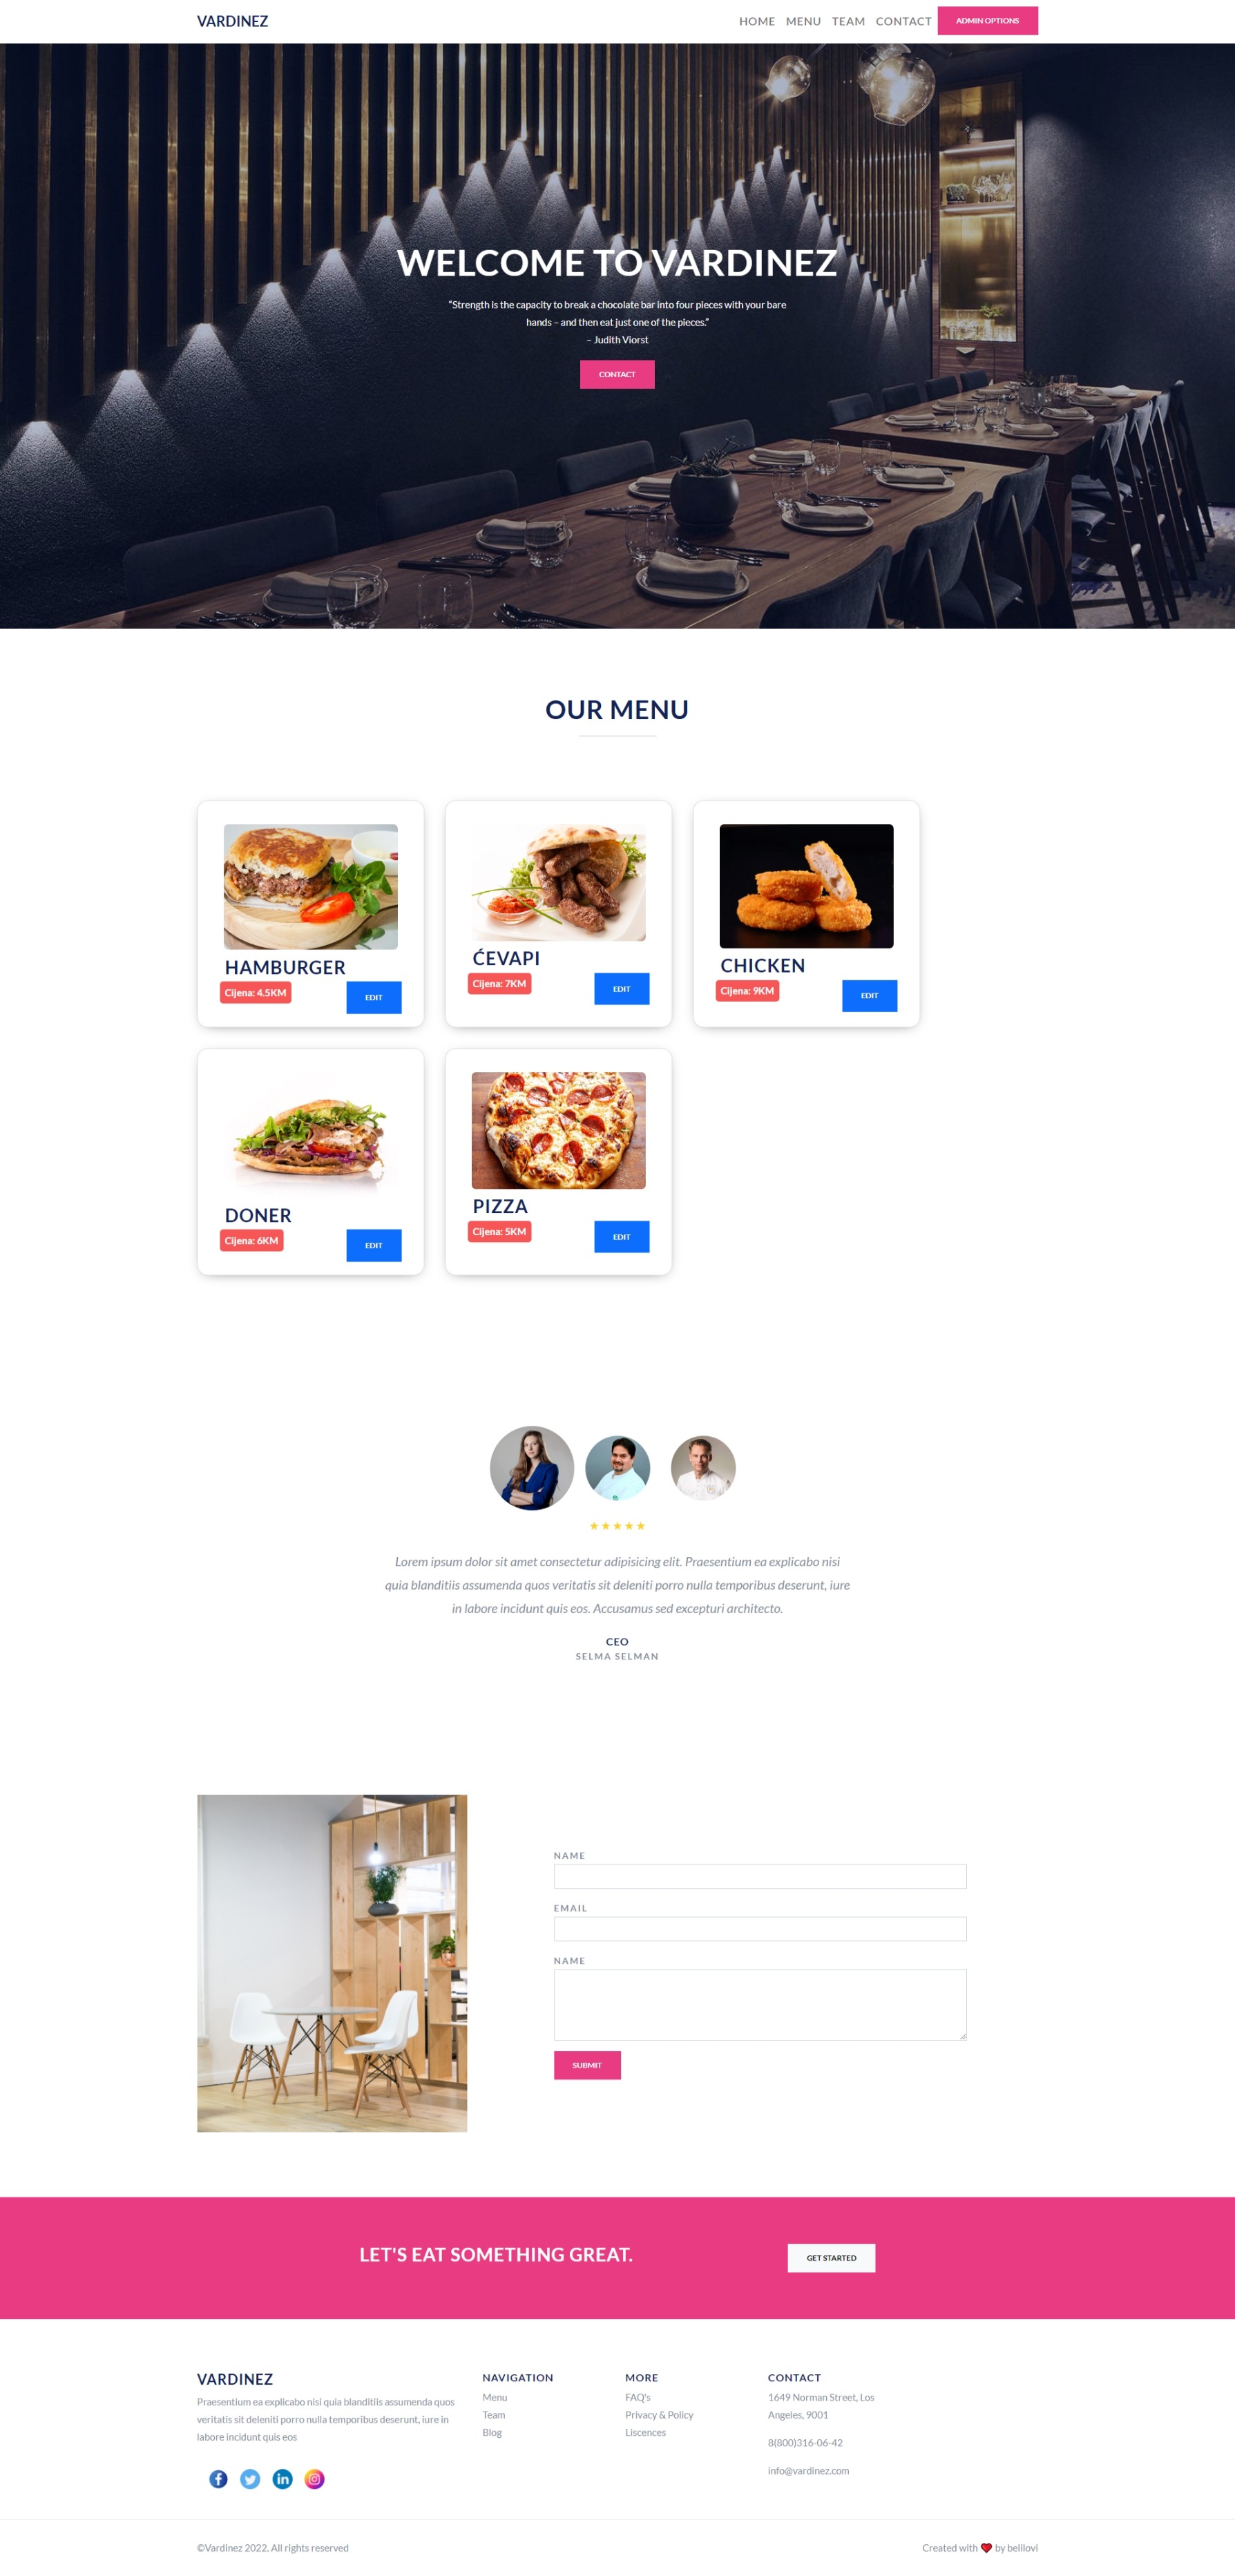 VARDINEZ
HOME MENU TEAM CONTACT ADMIN OPTIONS
WELCOME TO VARDINEZ
“Strength is the capacity to break a chocolate bar into four pieces with your bare
hands – and then eat just one of the pieces.”
– Judith Viorst
CONTACT
OUR MENU
HAMBURGER
Cijena: 4.5KM
EDIT
ĆEVAPI
Cijena: 7KM
EDIT
CHICKEN
Cijena: 9KM
EDIT
DONER
Cijena: 6KM
EDIT
PIZZA
Cijena: 5KM
EDIT
★★★★★
Lorem ipsum dolor sit amet consectetur adipisicing elit. Praesentium ea explicabo nisi
quia blanditiis assumenda quos veritatis sit deleniti porro nulla temporibus deserunt, iure
in labore incidunt quis eos. Accusamus sed excepturi architecto.
CEO
SELMA SELMAN
NAME
EMAIL
NAME
SUBMIT
LET'S EAT SOMETHING GREAT.
GET STARTED
VARDINEZ
Praesentium ea explicabo nisi quia blanditiis assumenda quos
veritatis sit deleniti porro nulla temporibus deserunt, iure in
labore incidunt quis eos
NAVIGATION
Menu
Team
Blog
MORE
FAQ's
Privacy & Policy
Liscences
CONTACT
1649 Norman Street, Los
Angeles, 9001
8(800)316-06-42
info@vardinez.com
©Vardinez 2022. All rights reserved
Created with ❤ by belilovi